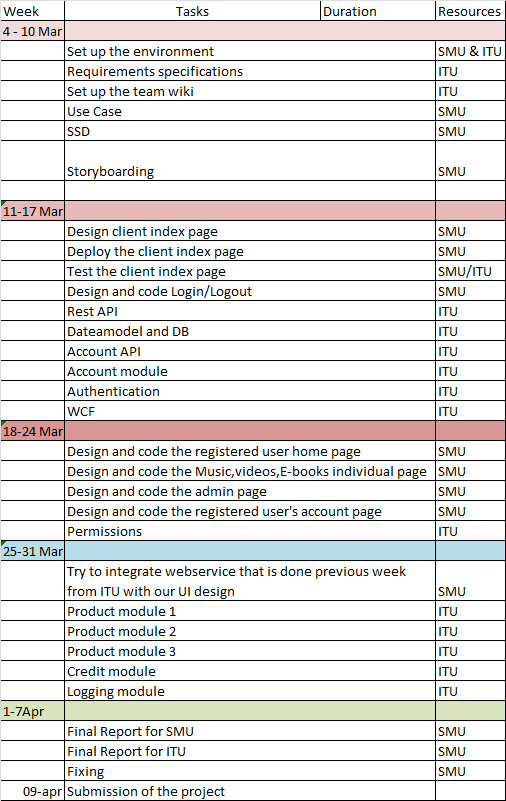 Week Tasks Duration Resources
4 - 10 Mar
Set up the environment SMU & ITU
Requirements specifications ITU
Set up the team wiki ITU
Use Case SMU
SSD SMU
Storyboarding SMU
11-17 Mar
Design client index page SMU
Deploy the client index page SMU
Test the client index page SMU/ITU
Design and code Login/Logout SMU
Rest API ITU
Dateamodel and DB ITU
Account API ITU
Account module ITU
Authentication ITU
WCF ITU
18-24 Mar
Design and code the registered user home page SMU
Design and code the Music,videos,E-books individual page SMU
Design and code the admin page SMU
Design and code the registered user's account page SMU
Permissions ITU
25-31 Mar
Try to integrate webservice that is done previous week
from ITU with our UI design SMU
Product module 1 ITU
Product module 2 ITU
Product module 3 ITU
Credit module ITU
Logging module ITU
1-7Apr
Final Report for SMU SMU
Final Report for ITU SMU
Fixing SMU
09-apr Submission of the project